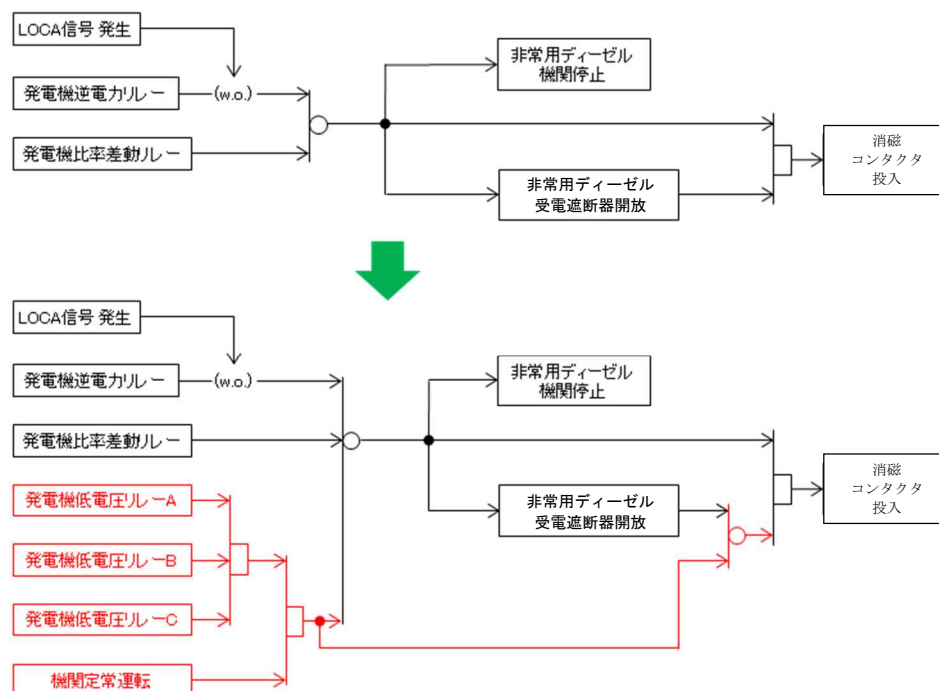 LOCA信号 発生
発電機逆電力リレー
(w.o.)
発電機比率差動リレー
非常用ディーゼル
機関停止
非常用ディーゼル
受電遮断器開放
消磁
コンタクタ
投入
LOCA信号 発生
発電機逆電力リレー
(w.o.)
発電機比率差動リレー
発電機低電圧リレーA
発電機低電圧リレーB
発電機低電圧リレーC
機関定常運転
非常用ディーゼル
機関停止
非常用ディーゼル
受電遮断器開放
消磁
コンタクタ
投入